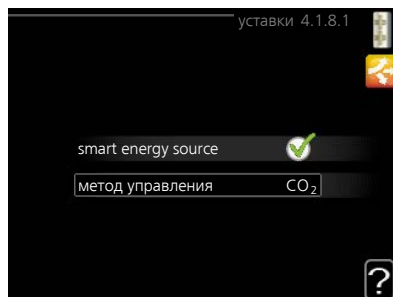 уставки 4.1.8.1
smart energy source
метод управления CO₂
?